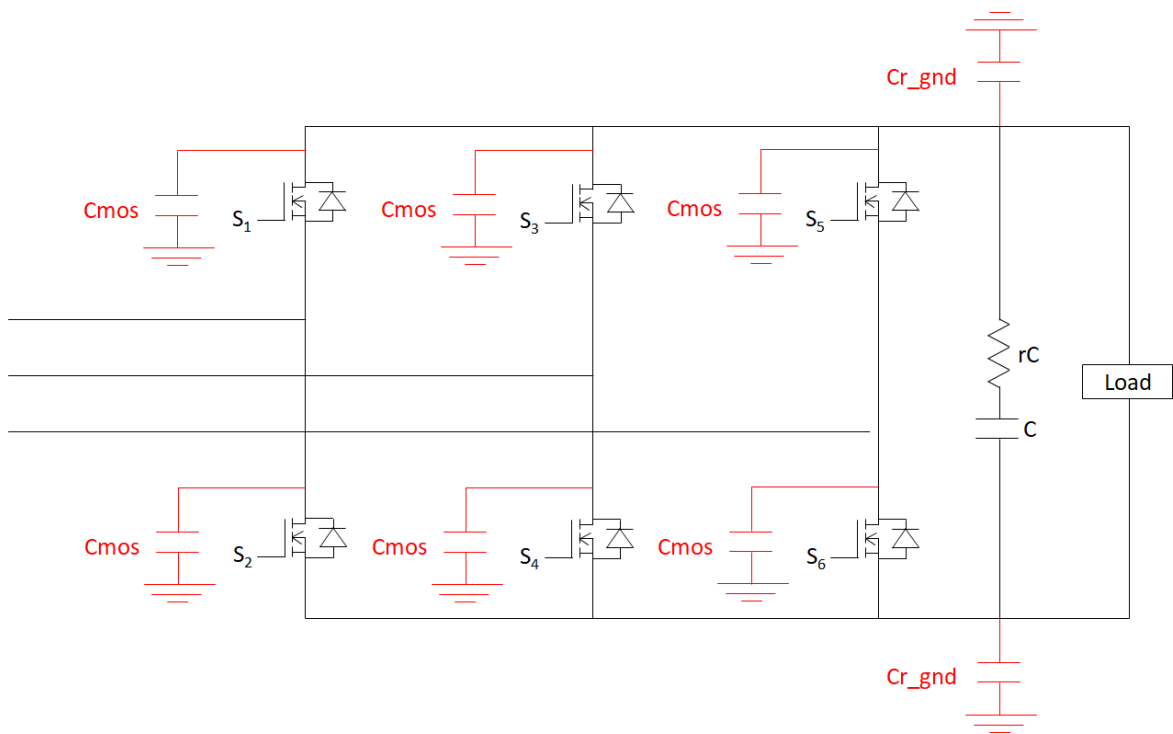 Cr_gnd
Cmos
S1
Cmos
S3
Cmos
S5
rC
Load
C
Cmos
S2
Cmos
S4
Cmos
S6
Cr_gnd